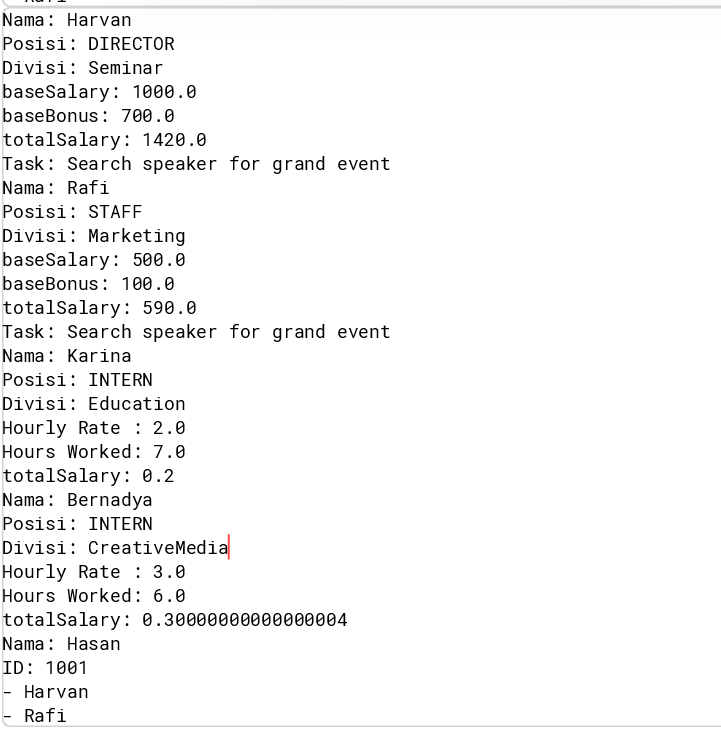 Nama: Harvan
Posisi: DIRECTOR
Divisi: Seminar
baseSalary: 1000.0
baseBonus: 700.0
totalSalary: 1420.0
Task: Search speaker for grand event
Nama: Rafi
Posisi: STAFF
Divisi: Marketing
baseSalary: 500.0
baseBonus: 100.0
totalSalary: 590.0
Task: Search speaker for grand event
Nama: Karina
Posisi: INTERN
Divisi: Education
Hourly Rate : 2.0
Hours Worked: 7.0
totalSalary: 0.2
Nama: Bernadya
Posisi: INTERN
Divisi: CreativeMedia
Hourly Rate : 3.0
Hours Worked: 6.0
totalSalary: 0.30000000000000004
Nama: Hasan
ID: 1001
- Harvan
- Rafi